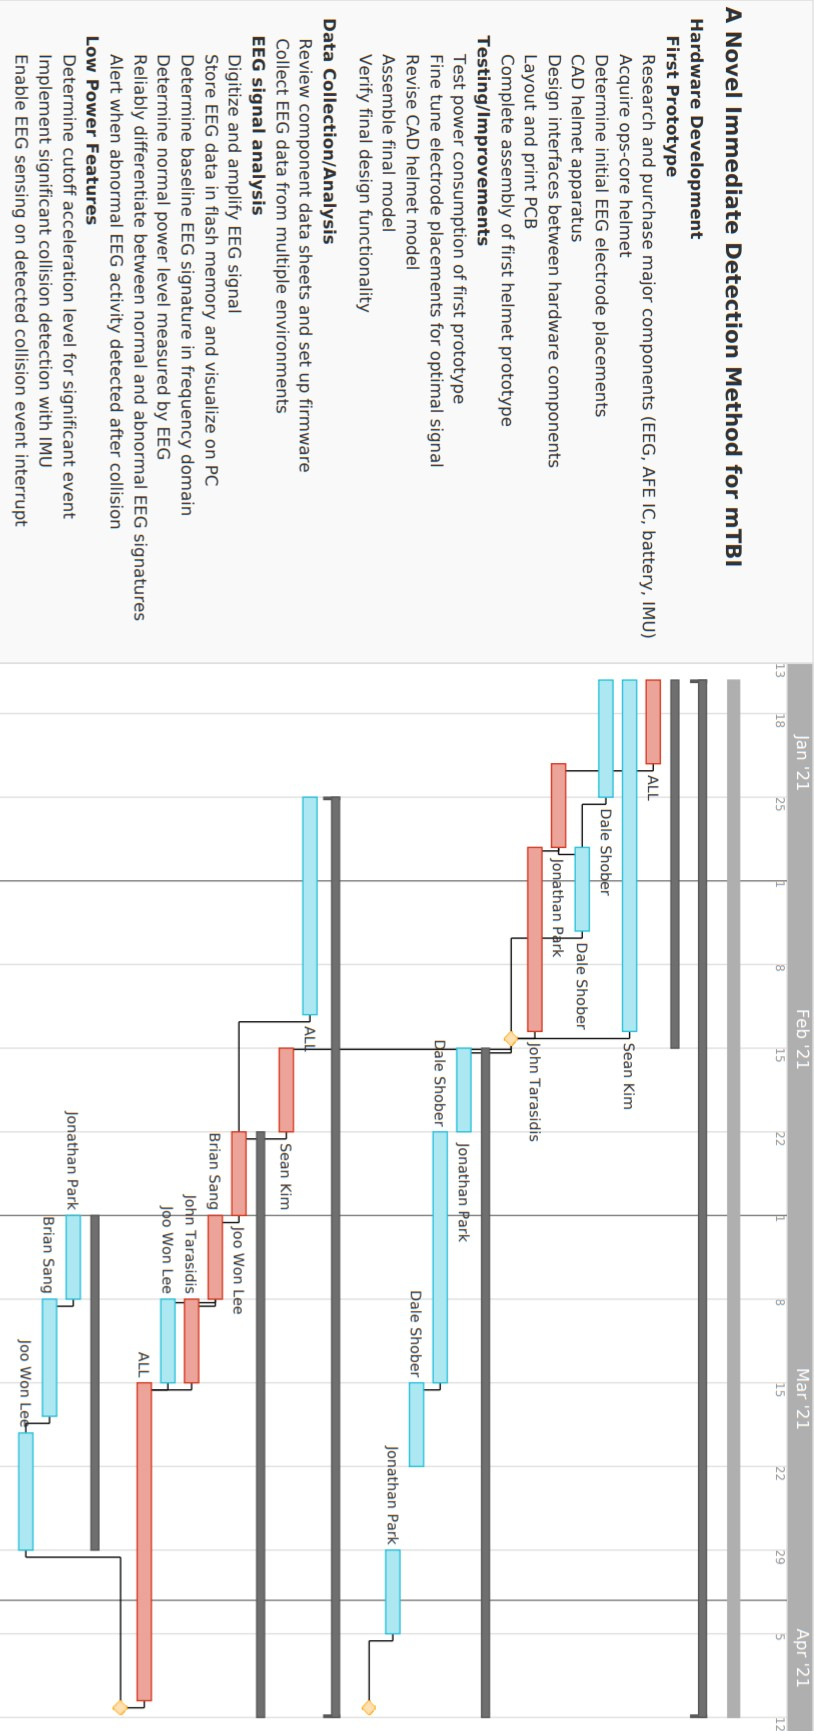 A Novel Immediate Detection Method for mTBI
Hardware Development
First Prototype
Research and purchase major components (EEG, AFE IC, battery, IMU)
Acquire ops-core helmet
Determine initial EEG electrode placements
CAD helmet apparatus
Design interfaces between hardware components
Layout and print PCB
Complete assembly of first helmet prototype
Testing/Improvements
Test power consumption of first prototype
Fine tune electrode placements for optimal signal
Revise CAD helmet model
Assemble final model
Verify final design functionality
Data Collection/Analysis
Review component data sheets and set up firmware
Collect EEG data from multiple environments
EEG signal analysis
Digitize and amplify EEG signal
Store EEG data in flash memory and visualize on PC
Determine baseline EEG signature in frequency domain
Determine normal power level measured by EEG
Reliably differentiate between normal and abnormal EEG signatures
Alert when abnormal EEG activity detected after collision
Low Power Features
Determine cutoff acceleration level for significant event
Implement significant collision detection with IMU
Enable EEG sensing on detected collision event interrupt
Jan '21 Feb '21 Mar '21 Apr '21
13 18 25 1 8 15 22 1 8 15 22 29 5 12
ALL
Sean Kim
Dale Shober
Dale Shober
Jonathan Park
John Tarasidis
Jonathan Park
Dale Shober
Dale Shober
Jonathan Park
ALL
Sean Kim
Joo Won Lee
Brian Sang
John Tarasidis
Joo Won Lee
ALL
Jonathan Park
Brian Sang
Joo Won Lee